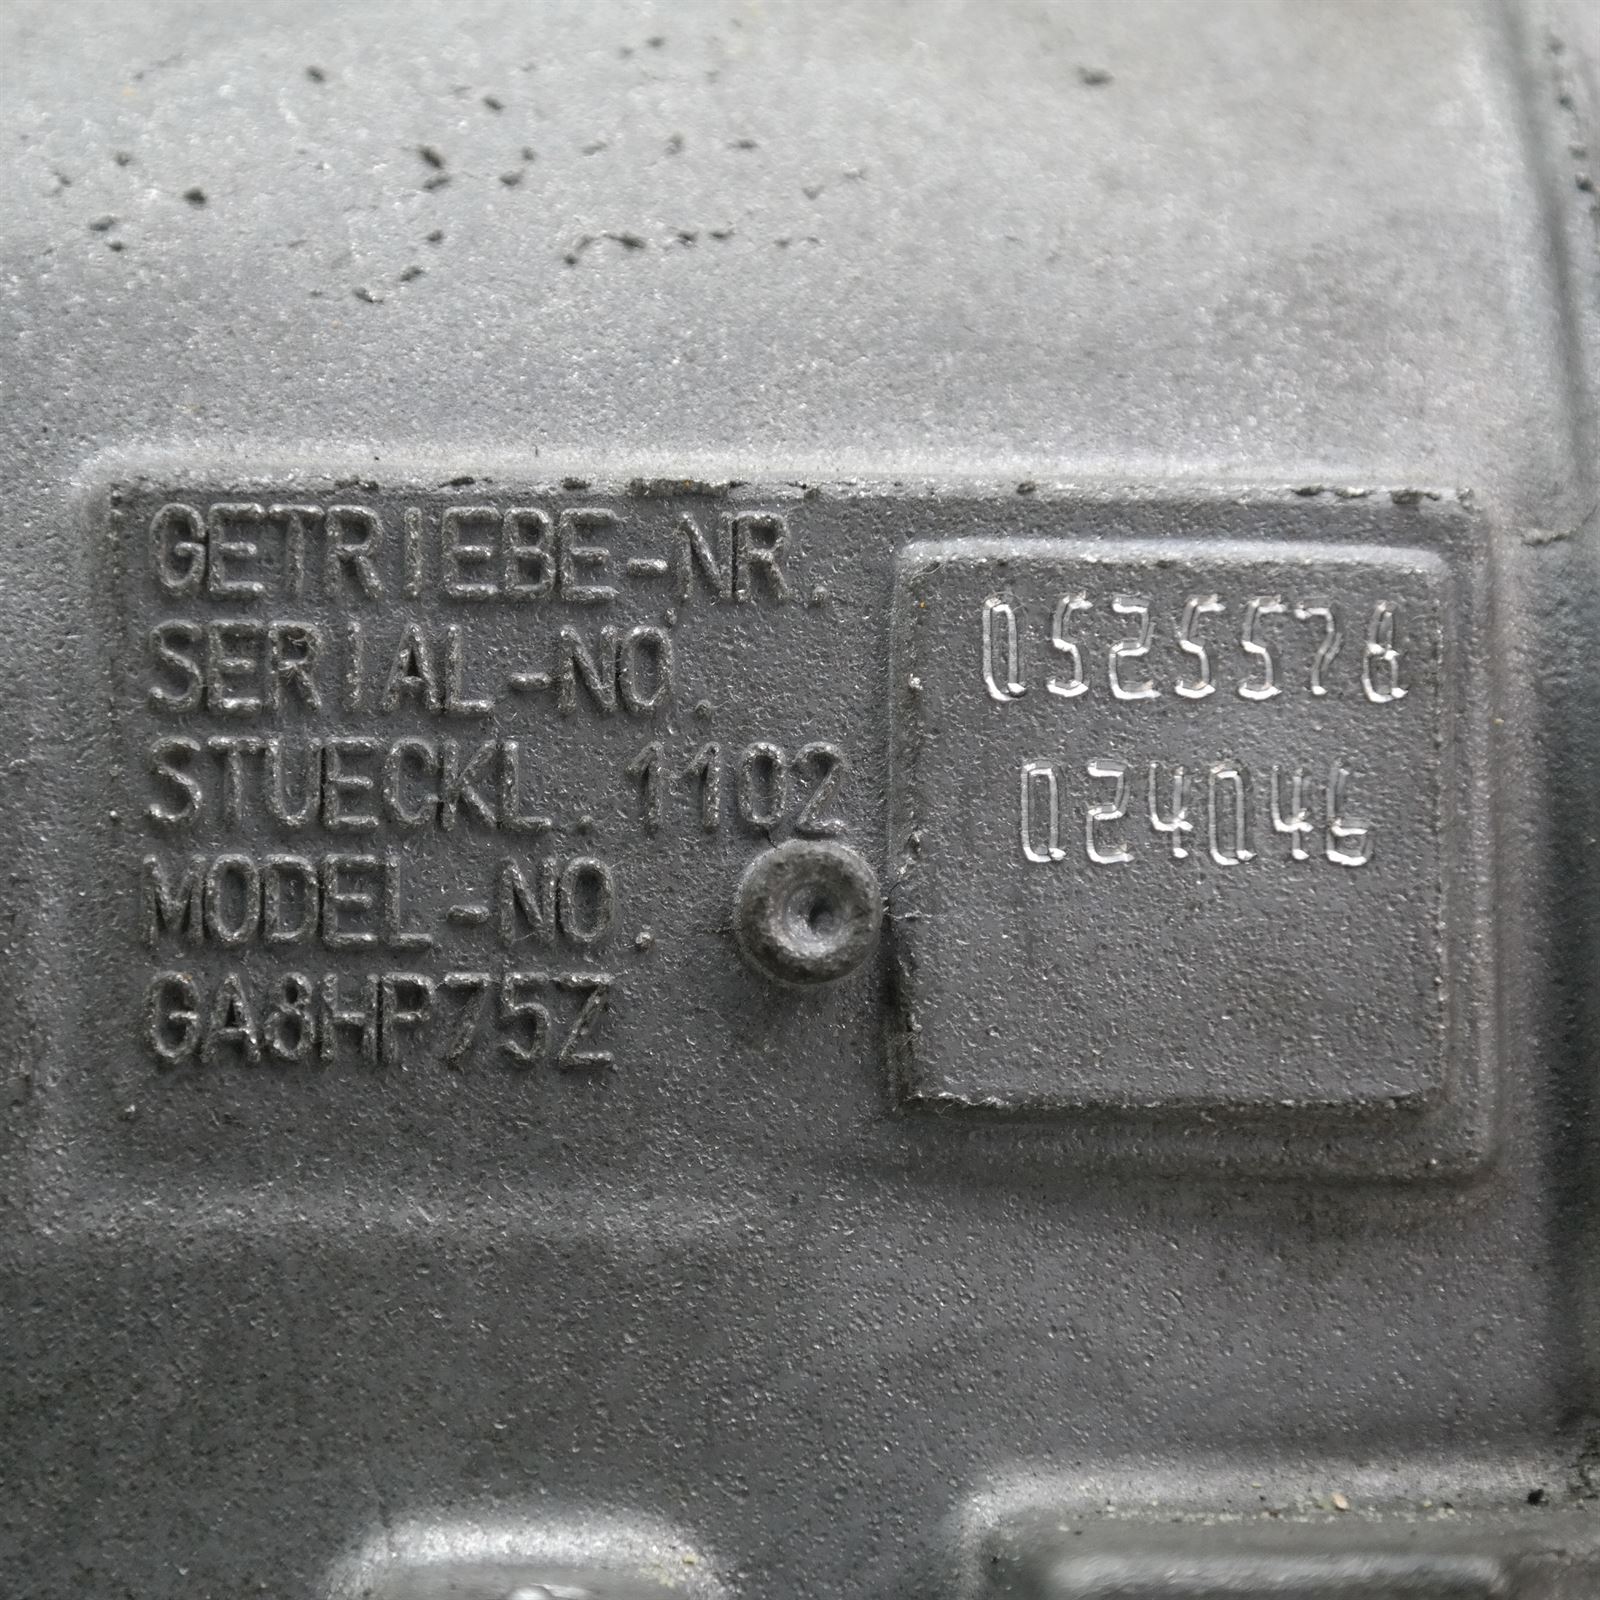 GETRIEBE-NR.
SERIAL-NO.
STUECKL. 1102
MODEL-NO.
GA8HP75Z
0525578
024046